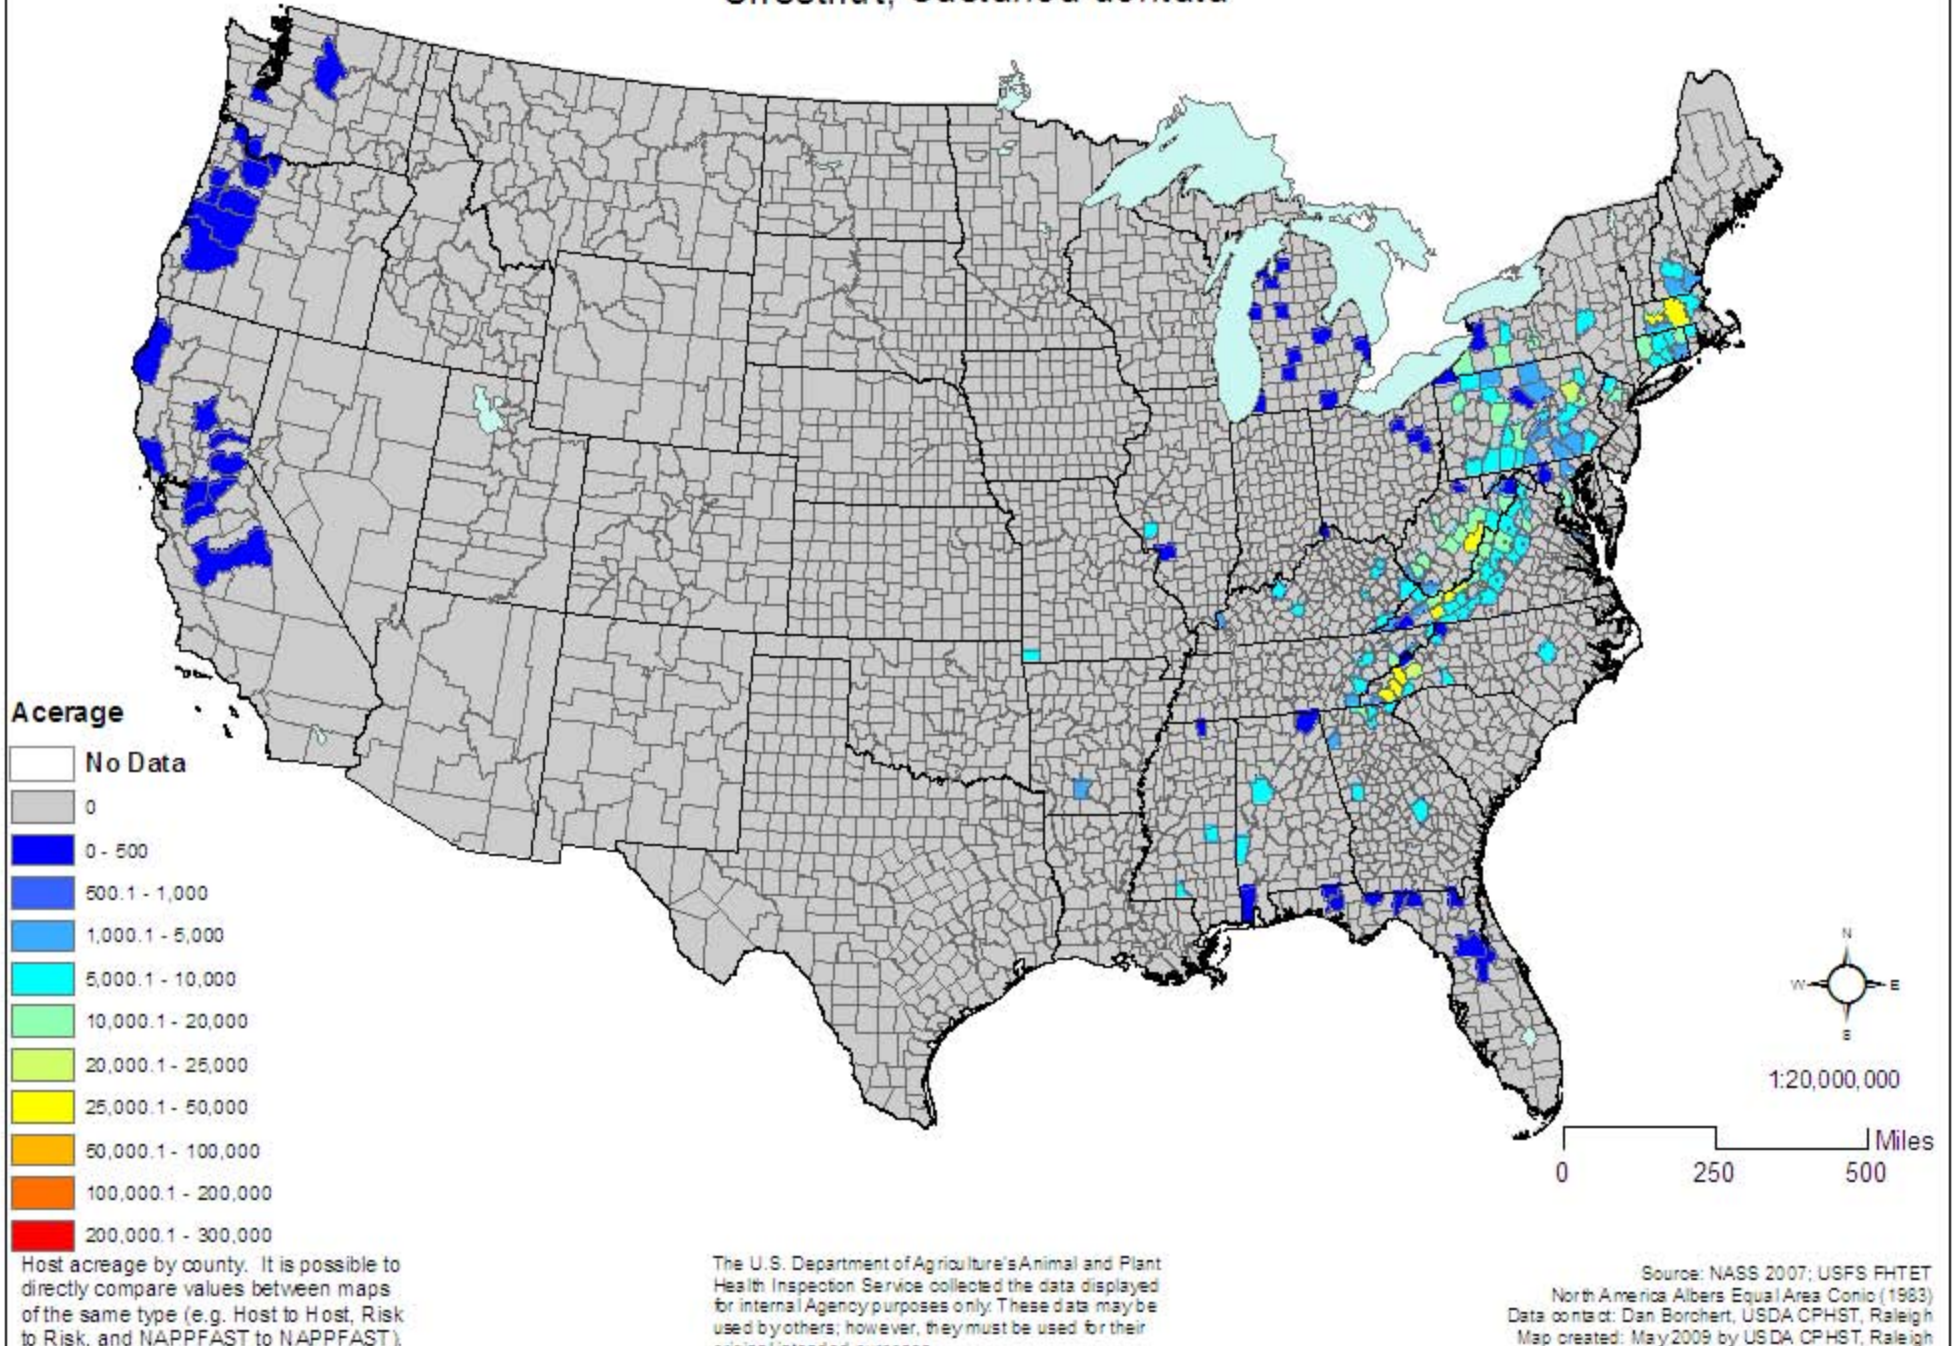 Acerage
No Data
0
0 - 500
500.1 - 1,000
1,000.1 - 5,000
5,000.1 - 10,000
10,000.1 - 20,000
20,000.1 - 25,000
25,000.1 - 50,000
50,000.1 - 100,000
100,000.1 - 200,000
200,000.1 - 300,000
Host acreage by county. It is possible to
directly compare values between maps
of the same type (e.g. Host to Host, Risk
to Risk, and NAPPFAST to NAPPFAST).
The U.S. Department of Agriculture's Animal and Plant
Health Inspection Service collected the data displayed
for internal Agency purposes only. These data may be
used by others; however, they must be used for their
N
W E
S
1:20,000,000
Miles
0 250 500
Source: NASS 2007; USFS FHTET
North America Albers Equal Area Conic (1983)
Data contact: Dan Borchert, USDA CPHST, Raleigh
Map created: May 2009 by USDA CPHST, Raleigh